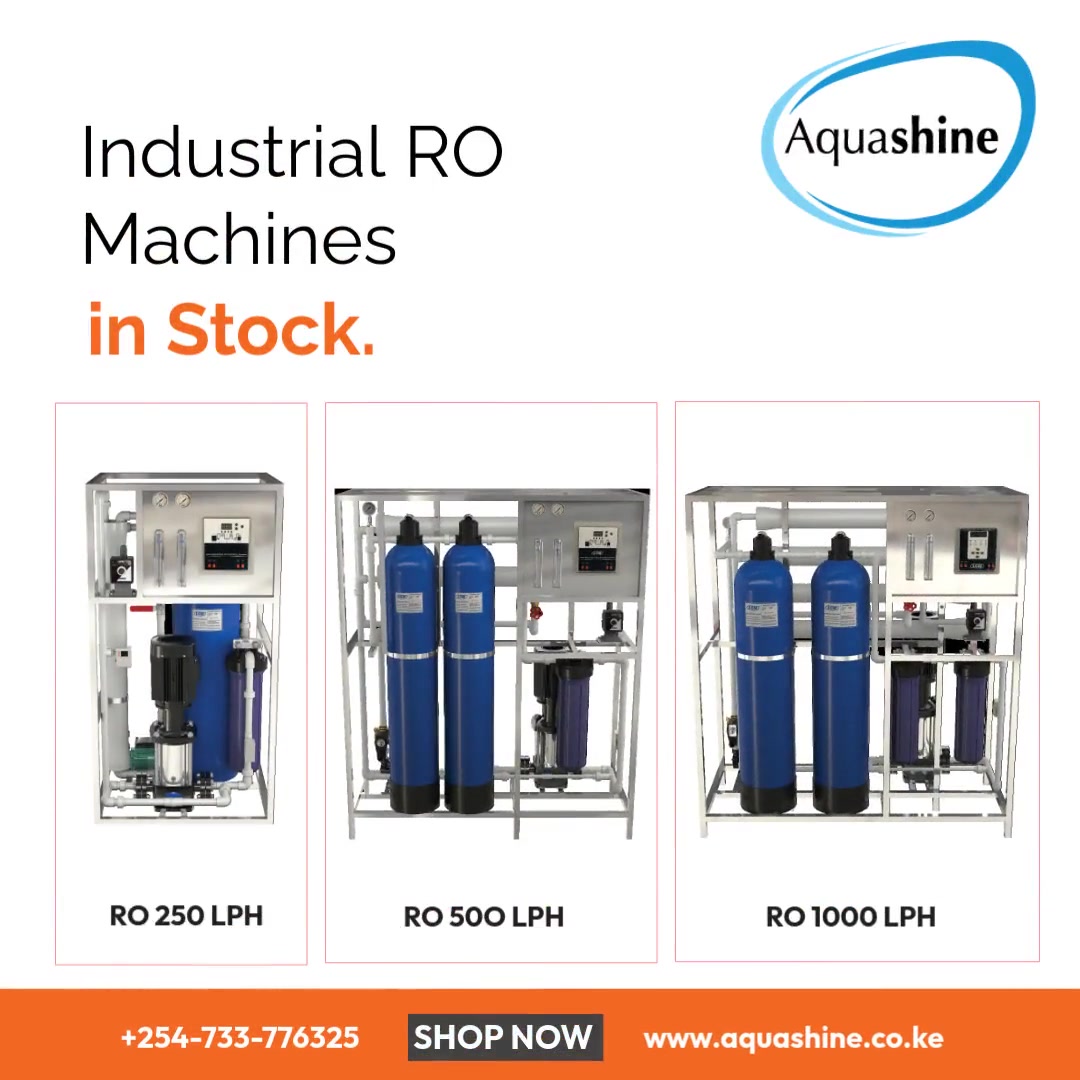 Aquashine
Industrial RO
Machines
in Stock.
RO 250 LPH
RO 500 LPH
RO 1000 LPH
+254-733-776325
SHOP NOW
www.aquashine.co.ke